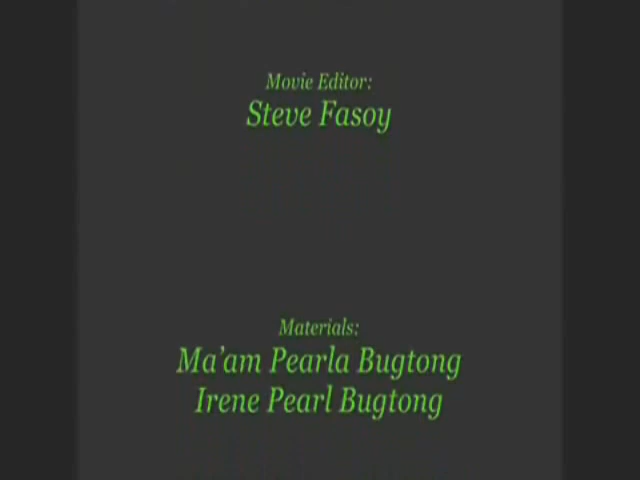 Movie Editor:
Steve Fasoy
Materials:
Ma'am Pearla Bugtong
Irene Pearl Bugtong